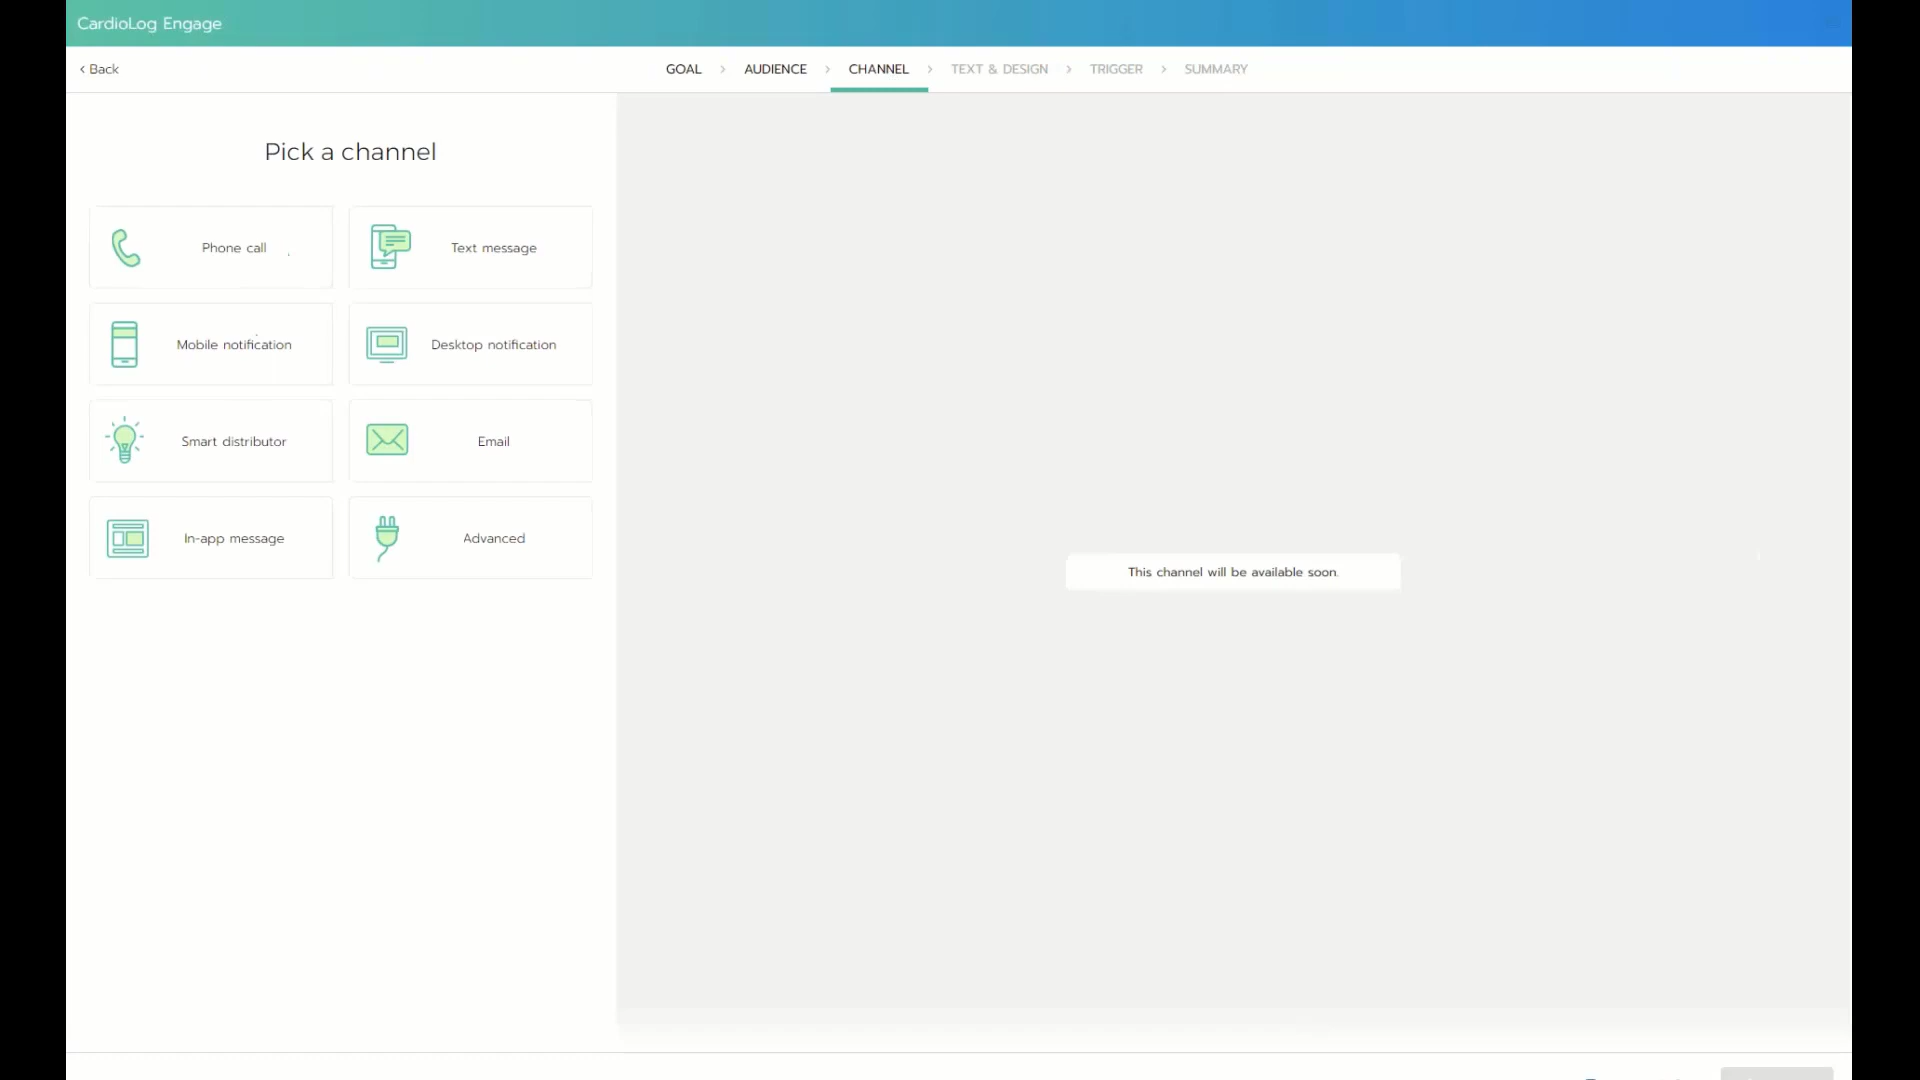 CardioLog Engage
‹ Back
GOAL › AUDIENCE › CHANNEL › TEXT & DESIGN › TRIGGER › SUMMARY
Pick a channel
Phone call
Text message
Mobile notification
Desktop notification
Smart distributor
Email
In-app message
Advanced
This channel will be available soon.